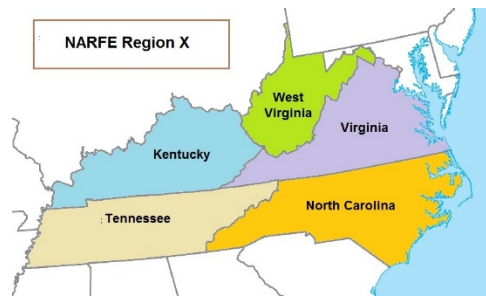 NARFE Region X
West
Virginia
Virginia
Kentucky
Tennessee
North Carolina